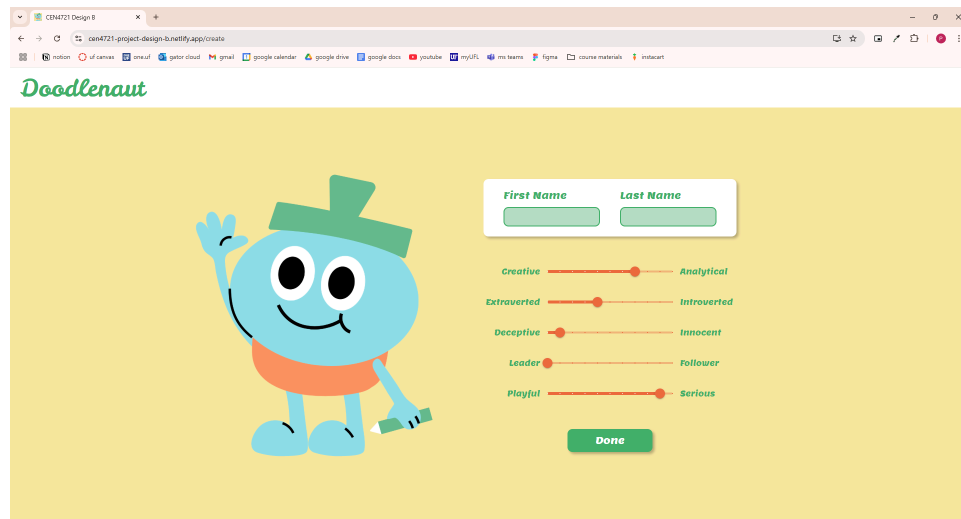 CEN4721 Design B
cen4721-project-design-b.netlify.app/create
notion uf canvas one.uf gator cloud gmail google calendar google drive google docs youtube myUFL ms teams figma course materials instacart
Doodlenaut
First Name Last Name
Creative Analytical
Extraverted Introverted
Deceptive Innocent
Leader Follower
Playful Serious
Done